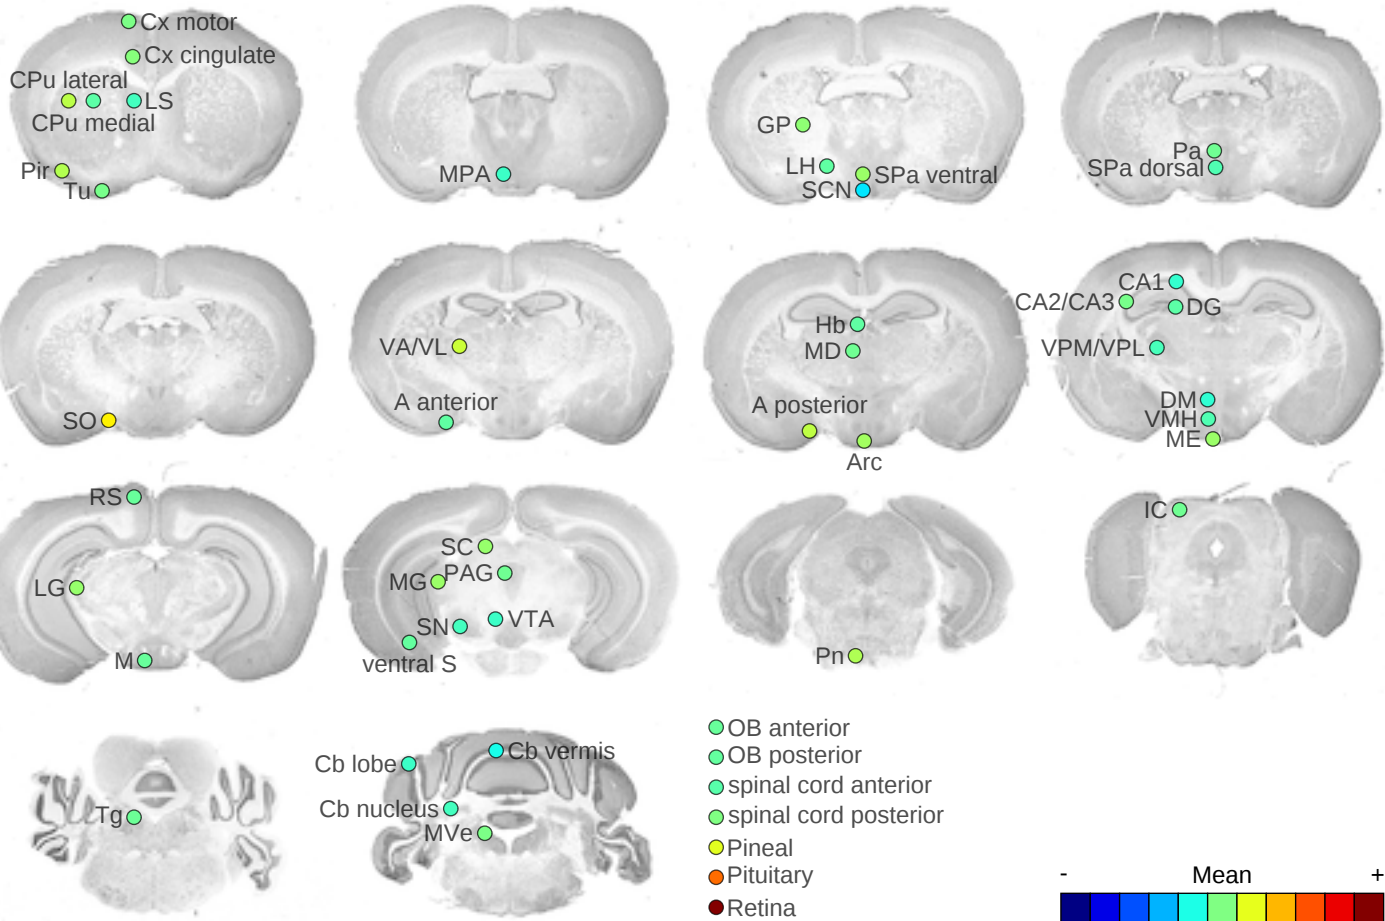 Cx motor
Cx cingulate
CPu lateral
LS
CPu medial
Pir
Tu
MPA
GP
LH
SPa ventral
SCN
Pa
SPa dorsal
SO
VA/VL
A anterior
Hb
MD
A posterior
Arc
CA1
CA2/CA3
DG
VPM/VPL
DM
VMH
ME
RS
LG
M
SC
MG
PAG
SN
VTA
ventral S
Pn
IC
Tg
Cb lobe
Cb vermis
Cb nucleus
MVe
OB anterior
OB posterior
spinal cord anterior
spinal cord posterior
Pineal
Pituitary
Retina
- Mean +